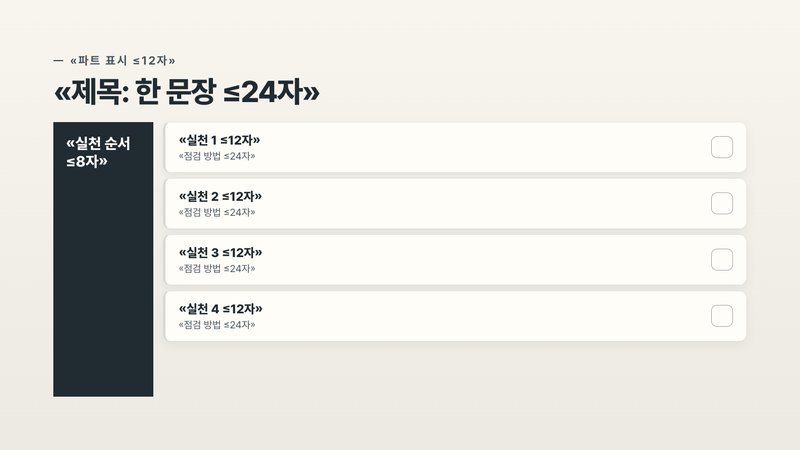 — «파트 표시 ≤12자»
«제목: 한 문장 ≤24자»
«실천 순서
≤8자»
«실천 1 ≤12자»
«점검 방법 ≤24자»
«실천 2 ≤12자»
«점검 방법 ≤24자»
«실천 3 ≤12자»
«점검 방법 ≤24자»
«실천 4 ≤12자»
«점검 방법 ≤24자»